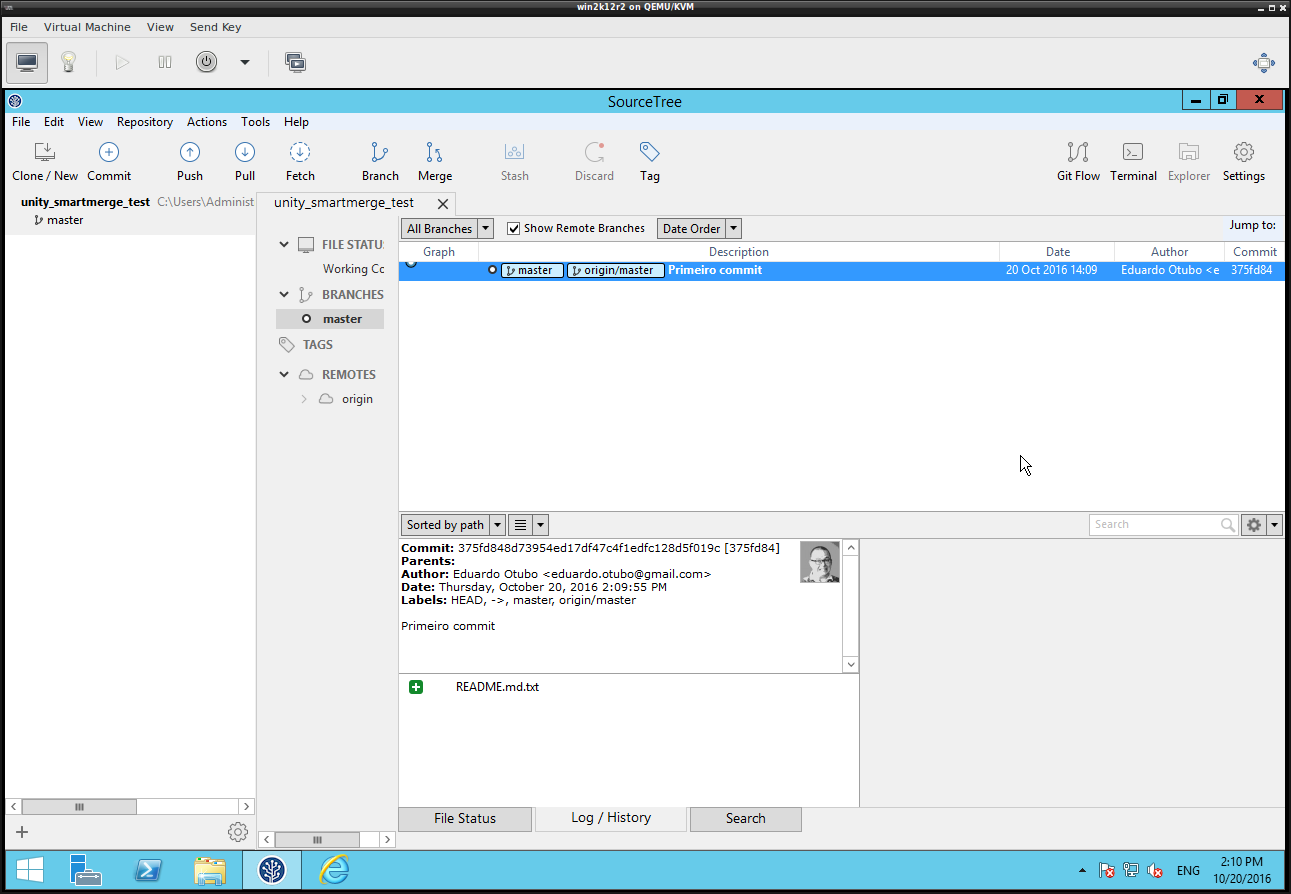 win2k12r2 on QEMU/KVM
File Virtual Machine View Send Key
SourceTree
File Edit View Repository Actions Tools Help
Clone / New Commit Push Pull Fetch Branch Merge Stash Discard Tag Git Flow Terminal Explorer Settings
unity_smartmerge_test C:\Users\Administ
master
unity_smartmerge_test
FILE STATU
Working Co
BRANCHES
master
TAGS
REMOTES
origin
All Branches Show Remote Branches Date Order Jump to:
Graph Description Date Author Commit
master origin/master Primeiro commit 20 Oct 2016 14:09 Eduardo Otubo <e 375fd84
Sorted by path Search
Commit: 375fd848d73954ed17df47c4f1edfc128d5f019c [375fd84]
Parents:
Author: Eduardo Otubo <eduardo.otubo@gmail.com>
Date: Thursday, October 20, 2016 2:09:55 PM
Labels: HEAD, ->, master, origin/master
Primeiro commit
README.md.txt
File Status Log / History Search
ENG 2:10 PM
10/20/2016